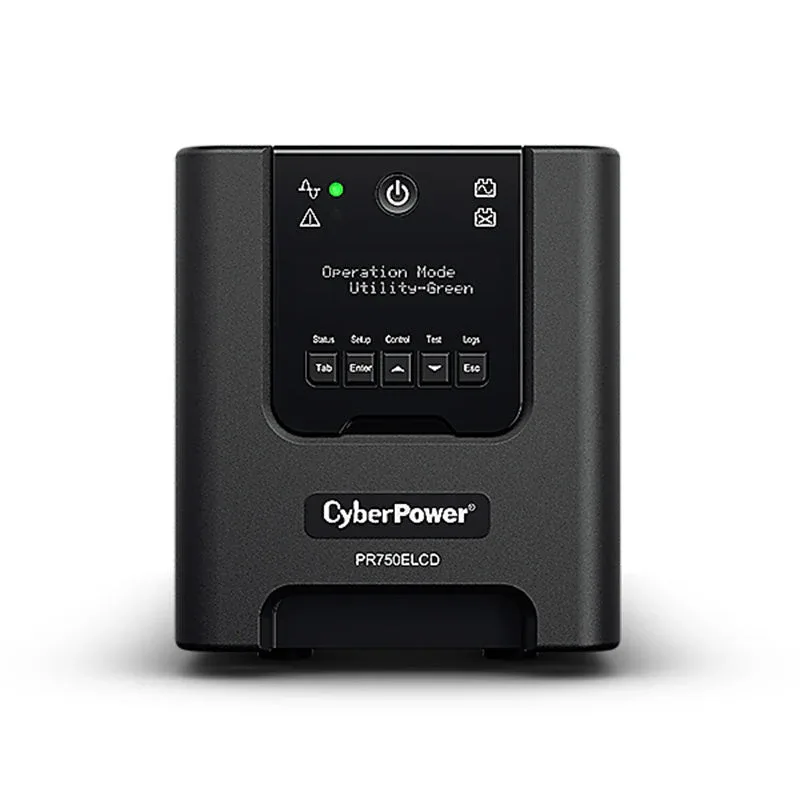 Operation Mode
Utility-Green
Status Setup Control Test Logs
Tab Enter Esc
CyberPower®
PR750ELCD